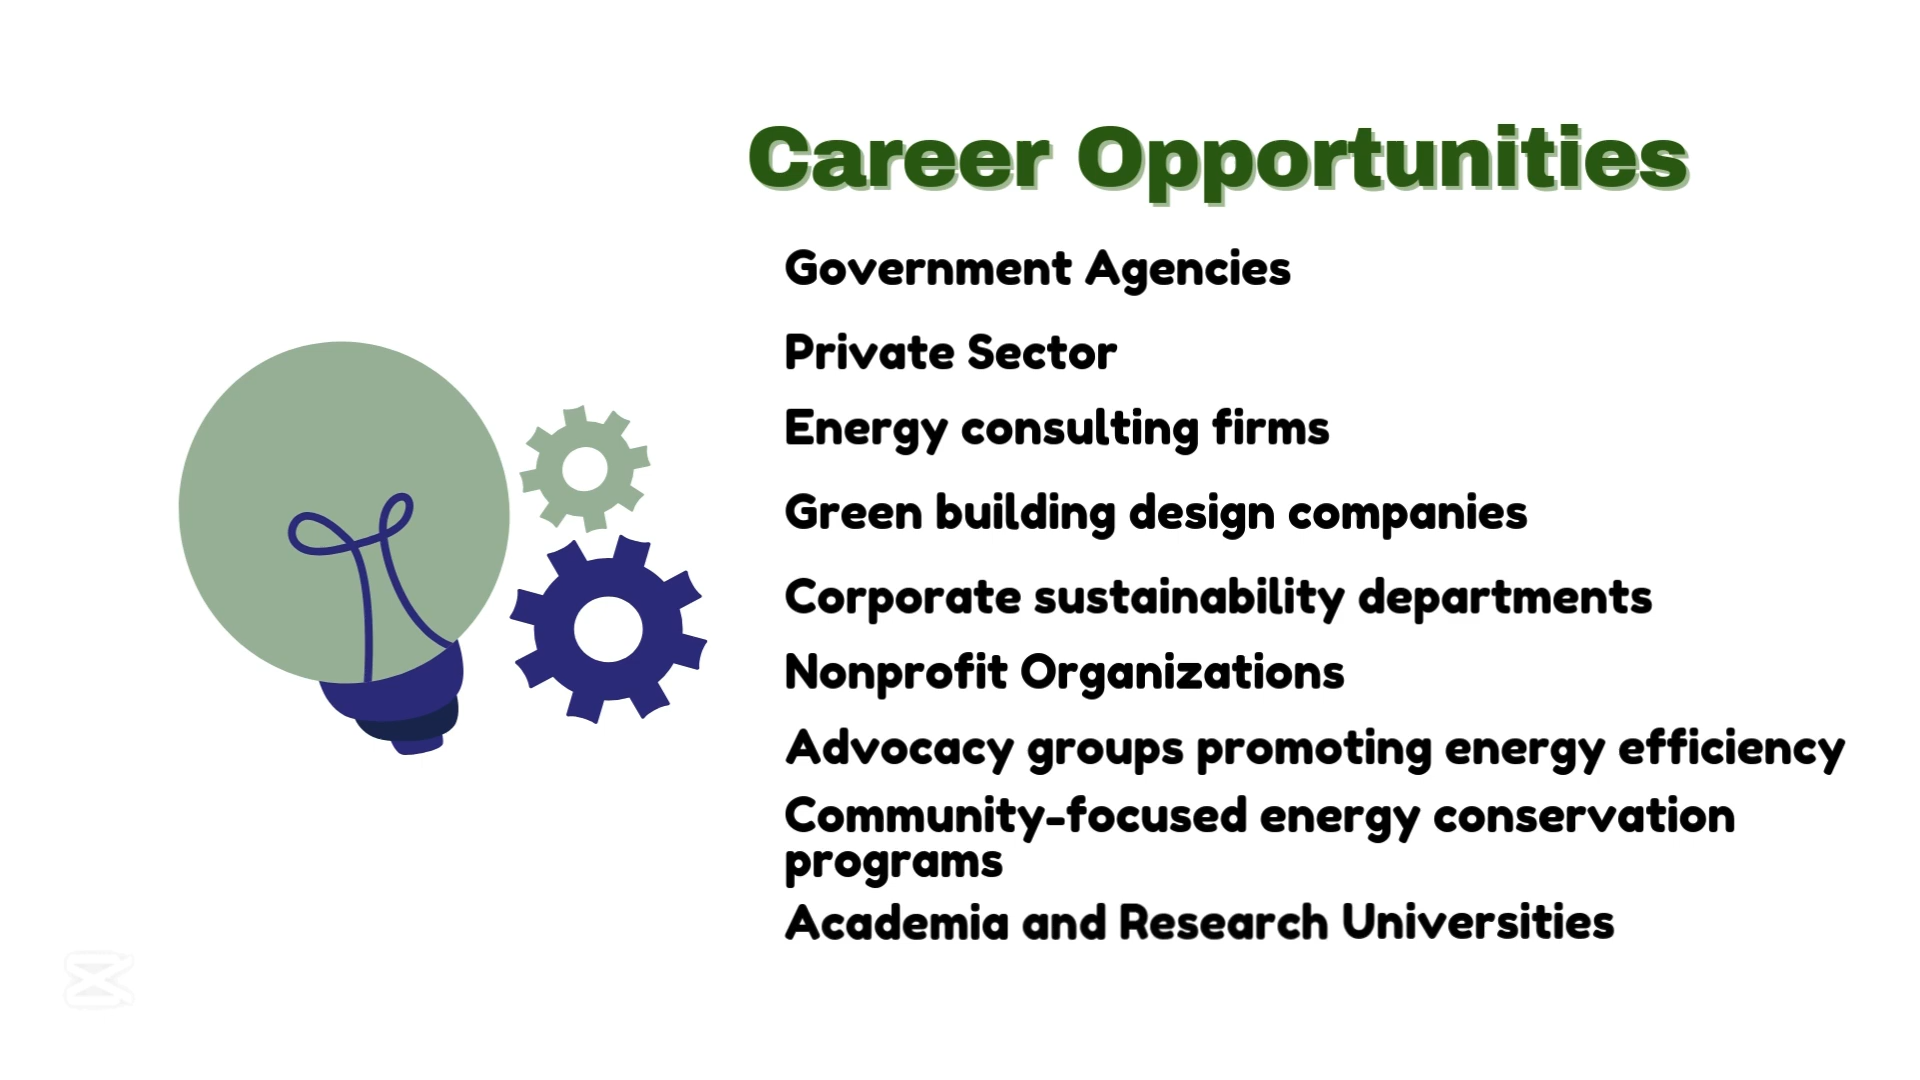 Career Opportunities
Government Agencies
Private Sector
Energy consulting firms
Green building design companies
Corporate sustainability departments
Nonprofit Organizations
Advocacy groups promoting energy efficiency
Community-focused energy conservation
programs
Academia and Research Universities